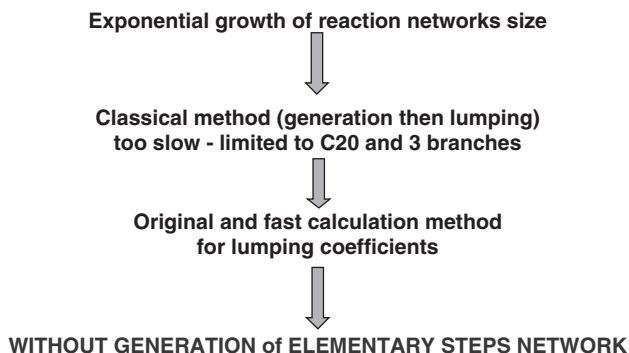 Exponential growth of reaction networks size
Classical method (generation then lumping)
too slow - limited to C20 and 3 branches
Original and fast calculation method
for lumping coefficients
WITHOUT GENERATION of ELEMENTARY STEPS NETWORK